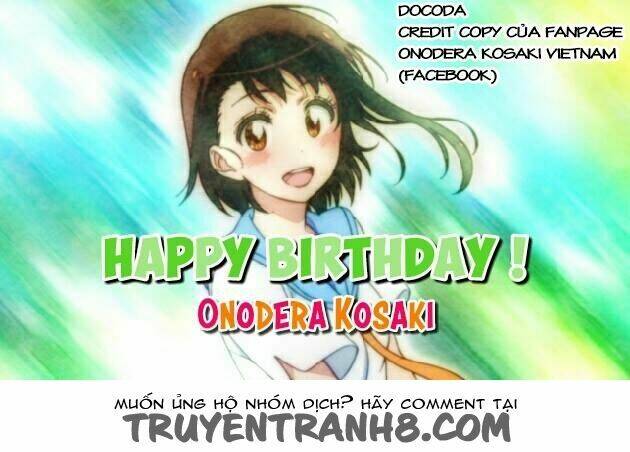 DOCODA
CREDIT COPY CỦA FANPAGE
ONODERA KOSAKI VIETNAM
(FACEBOOK)
HAPPY BIRTHDAY !
ONODERA KOSAKI
MUỐN ỦNG HỘ NHÓM DỊCH? HÃY COMMENT TẠI
TRUYENTRANH8.COM